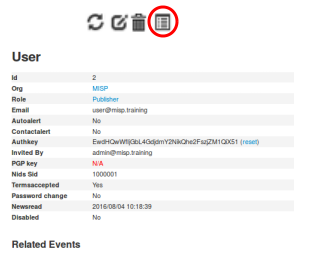 User
Id 2
Org MISP
Role Publisher
Email user@misp.training
Autoalert No
Contactalert No
Authkey (reset)
Invited By admin@misp.training
PGP key N/A
Nids Sid 1000001
Termsaccepted Yes
Password change No
Newsread 2016/08/04 10:18:39
Disabled No
Related Events